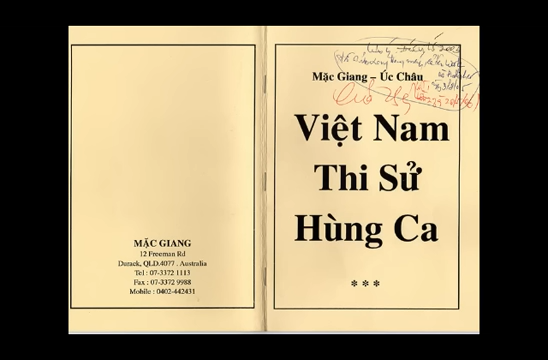 MẶC GIANG
12 Freeman Rd
Durack, QLD.4077 . Australia
Tel : 07-3372 1113
Fax : 07-3372 9988
Mobile : 0402-442431
Mặc Giang – Úc Châu
Việt Nam
Thi Sử
Hùng Ca
* * *